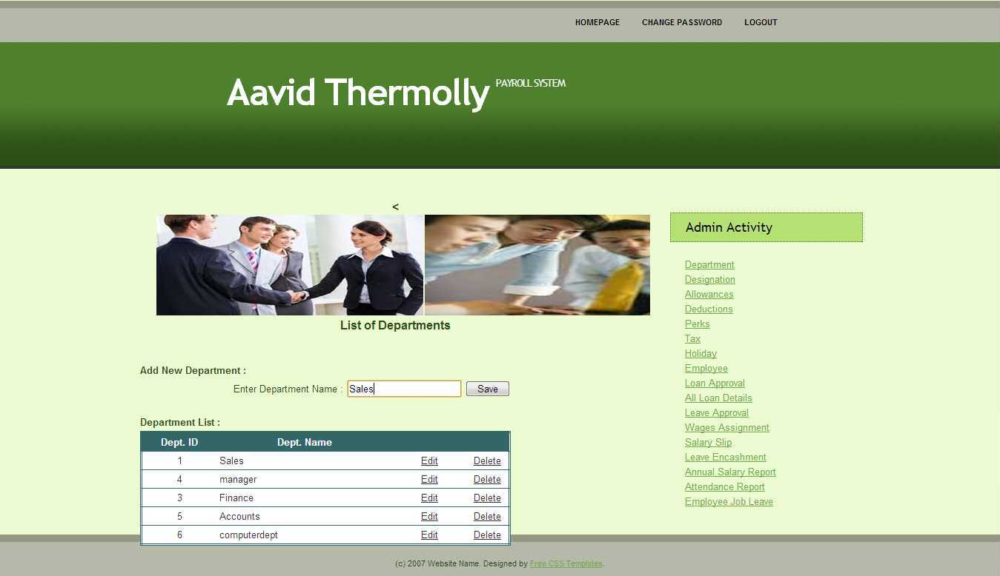 HOMEPAGE CHANGE PASSWORD LOGOUT
Aavid Thermolly PAYROLL SYSTEM
<
List of Departments
Add New Department :
Enter Department Name : Sales Save
Department List :
Dept. ID Dept. Name
1 Sales Edit Delete
4 manager Edit Delete
3 Finance Edit Delete
5 Accounts Edit Delete
6 computerdept Edit Delete
Admin Activity
Department
Designation
Allowances
Deductions
Perks
Tax
Holiday
Employee
Loan Approval
All Loan Details
Leave Approval
Wages Assignment
Salary Slip
Leave Encashment
Annual Salary Report
Attendance Report
Employee Job Leave
(c) 2007 Website Name. Designed by Free CSS Templates.